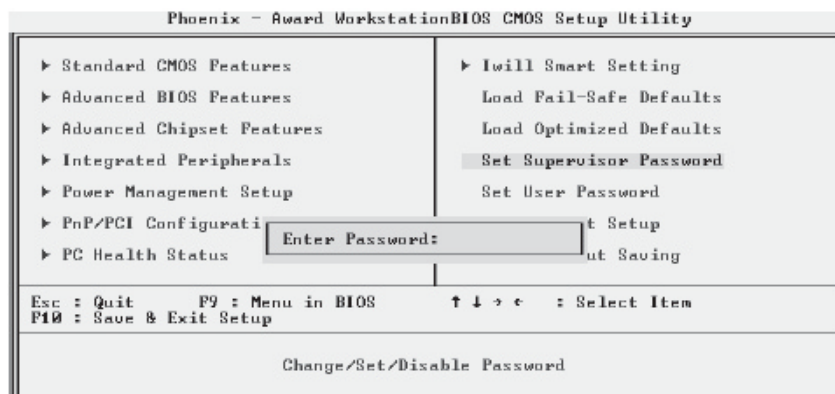 Phoenix - Award WorkstationBIOS CMOS Setup Utility
▶ Standard CMOS Features
▶ Advanced BIOS Features
▶ Advanced Chipset Features
▶ Integrated Peripherals
▶ Power Management Setup
▶ PnP/PCI Configurati
▶ PC Health Status
▶ Iwill Smart Setting
Load Fail-Safe Defaults
Load Optimized Defaults
Set Supervisor Password
Set User Password
t Setup
ut Saving
Enter Password:
Esc : Quit F9 : Menu in BIOS ↑ ↓ → ← : Select Item
F10 : Save & Exit Setup
Change/Set/Disable Password